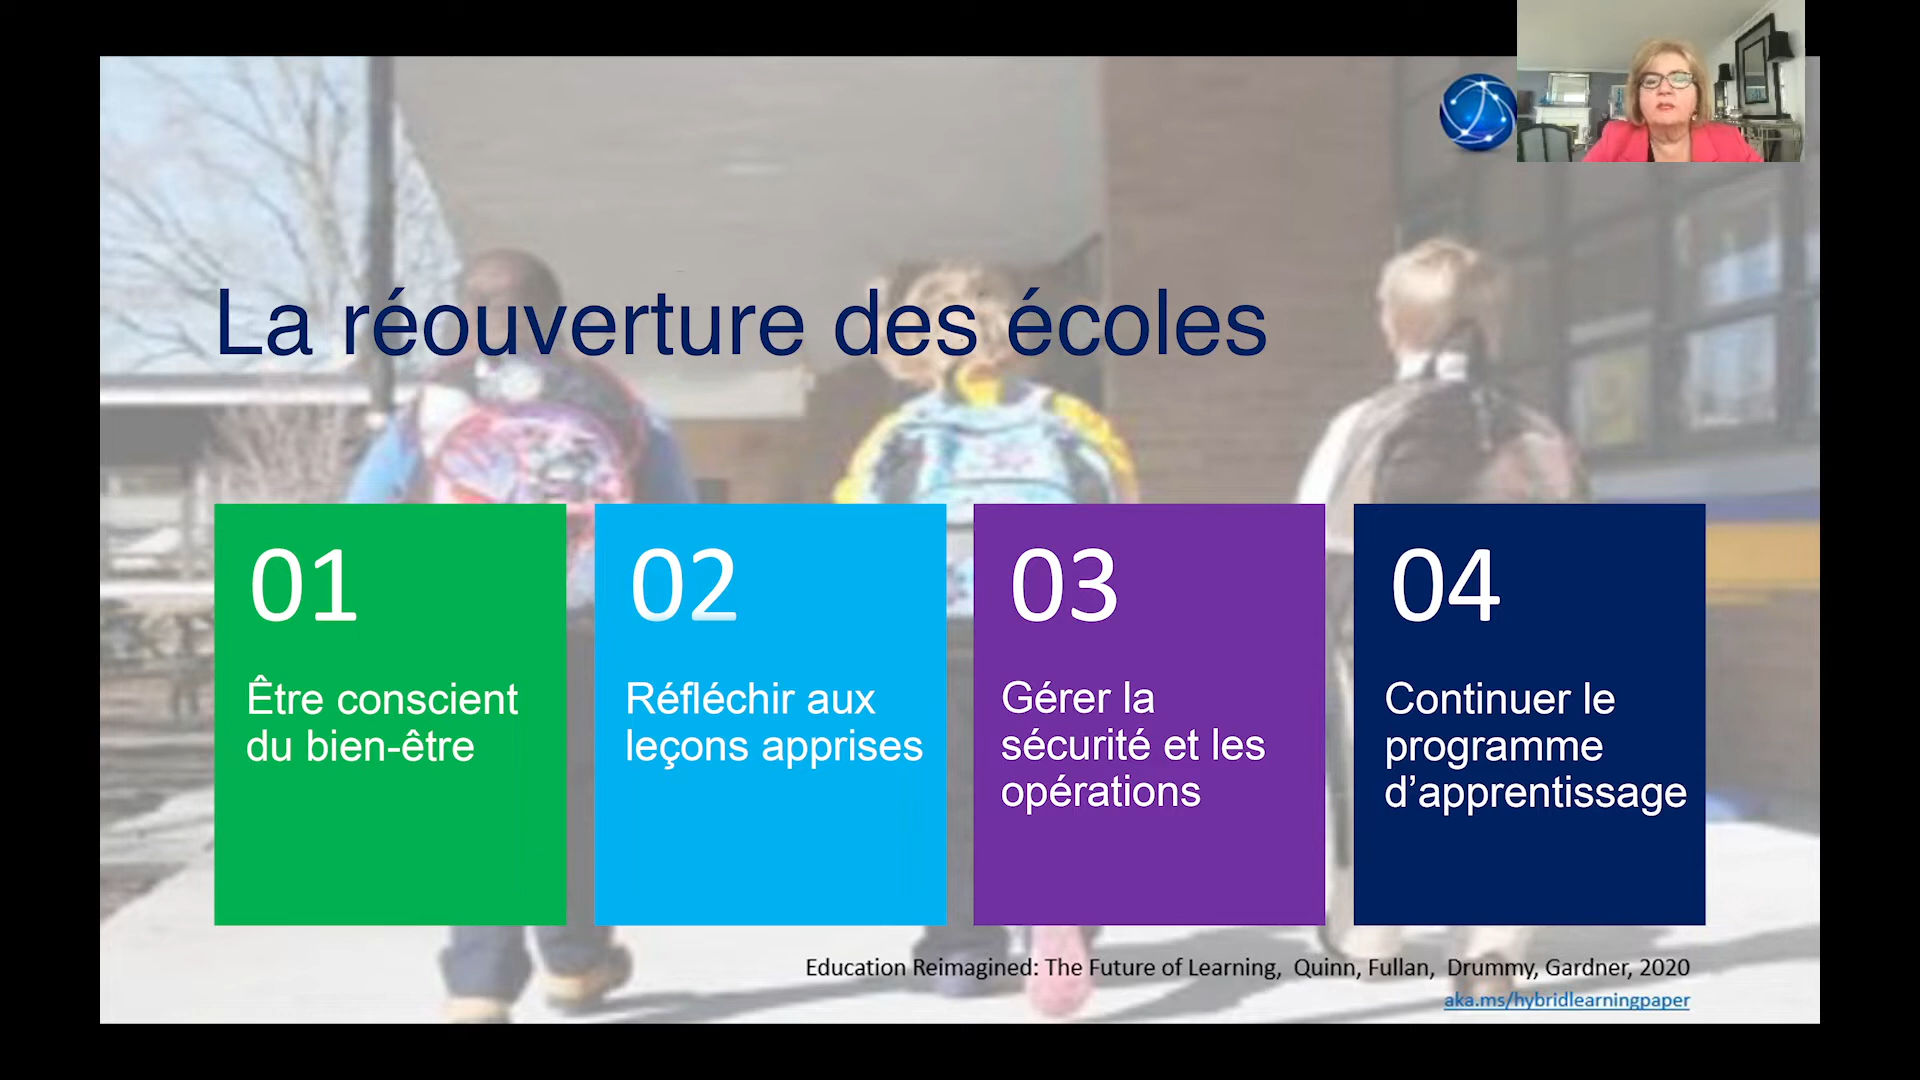 La réouverture des écoles
01
Être conscient
du bien-être
02
Réfléchir aux
leçons apprises
03
Gérer la
sécurité et les
opérations
04
Continuer le
programme
d’apprentissage
Education Reimagined: The Future of Learning, Quinn, Fullan, Drummy, Gardner, 2020
aka.ms/hybridlearningpaper